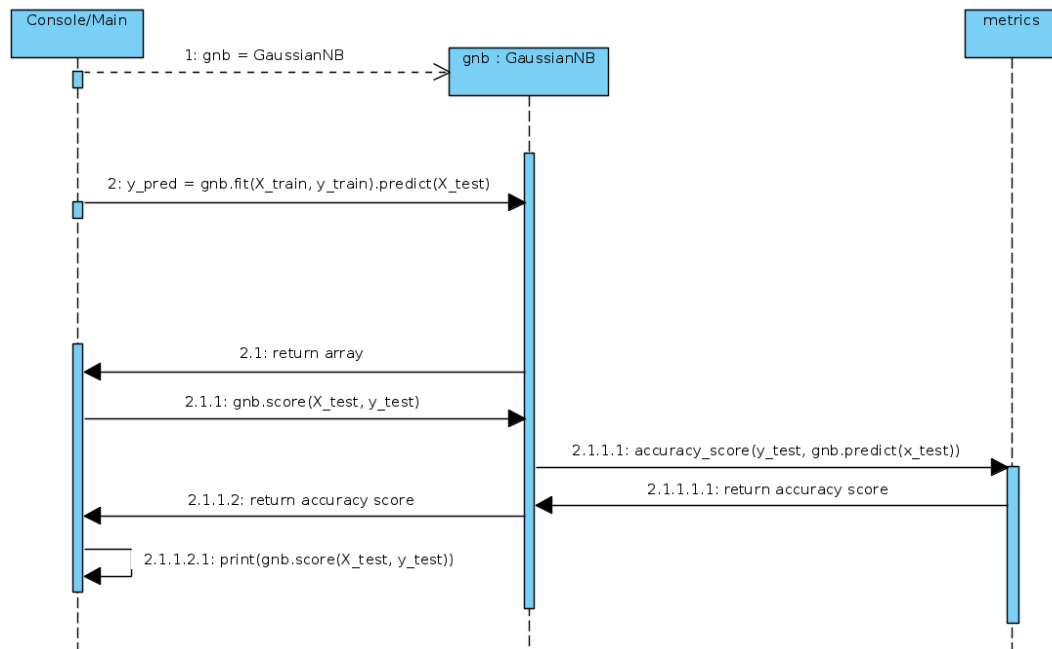 Console/Main
metrics
1: gnb = GaussianNB
gnb : GaussianNB
2: y_pred = gnb.fit(X_train, y_train).predict(X_test)
2.1: return array
2.1.1: gnb.score(X_test, y_test)
2.1.1.1: accuracy_score(y_test, gnb.predict(x_test))
2.1.1.1.1: return accuracy score
2.1.1.2: return accuracy score
2.1.1.2.1: print(gnb.score(X_test, y_test))